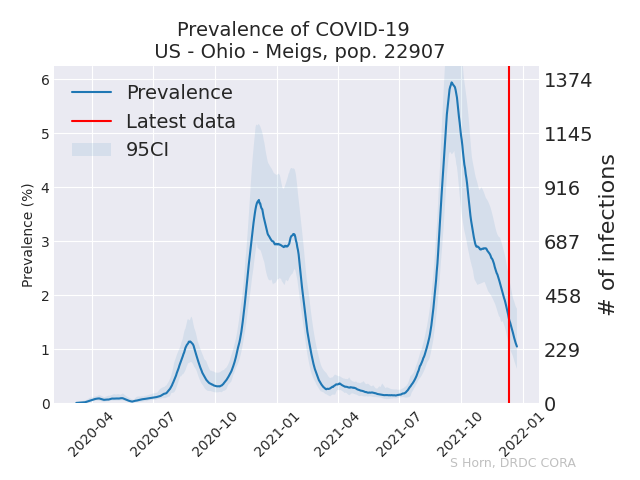 Prevalence of COVID-19
US - Ohio - Meigs, pop. 22907
Prevalence
Latest data
95CI
Prevalence (%)
6
5
4
3
2
1
0
1374
1145
916
687
458
229
0
# of infections
2020-04
2020-07
2020-10
2021-01
2021-04
2021-07
2021-10
2022-01
S Horn, DRDC CORA